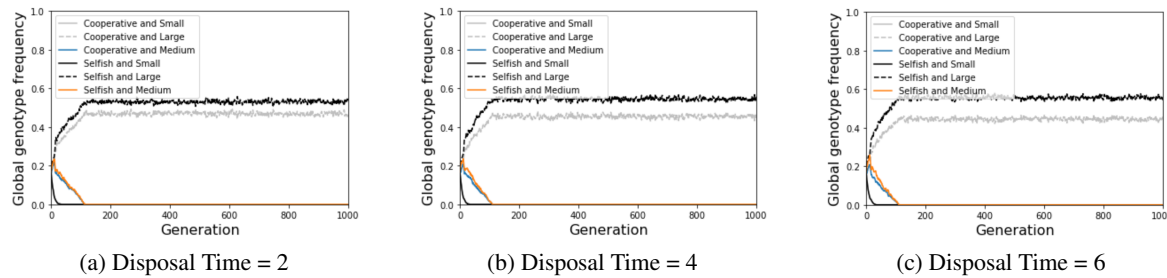 Global genotype frequency
1.0
0.8
0.6
0.4
0.2
0.0
Cooperative and Small
Cooperative and Large
Cooperative and Medium
Selfish and Small
Selfish and Large
Selfish and Medium
0 200 400 600 800 1000
Generation
(a) Disposal Time = 2
Global genotype frequency
1.0
0.8
0.6
0.4
0.2
0.0
Cooperative and Small
Cooperative and Large
Cooperative and Medium
Selfish and Small
Selfish and Large
Selfish and Medium
0 200 400 600 800 1000
Generation
(b) Disposal Time = 4
Global genotype frequency
1.0
0.8
0.6
0.4
0.2
0.0
Cooperative and Small
Cooperative and Large
Cooperative and Medium
Selfish and Small
Selfish and Large
Selfish and Medium
0 200 400 600 800 1000
Generation
(c) Disposal Time = 6